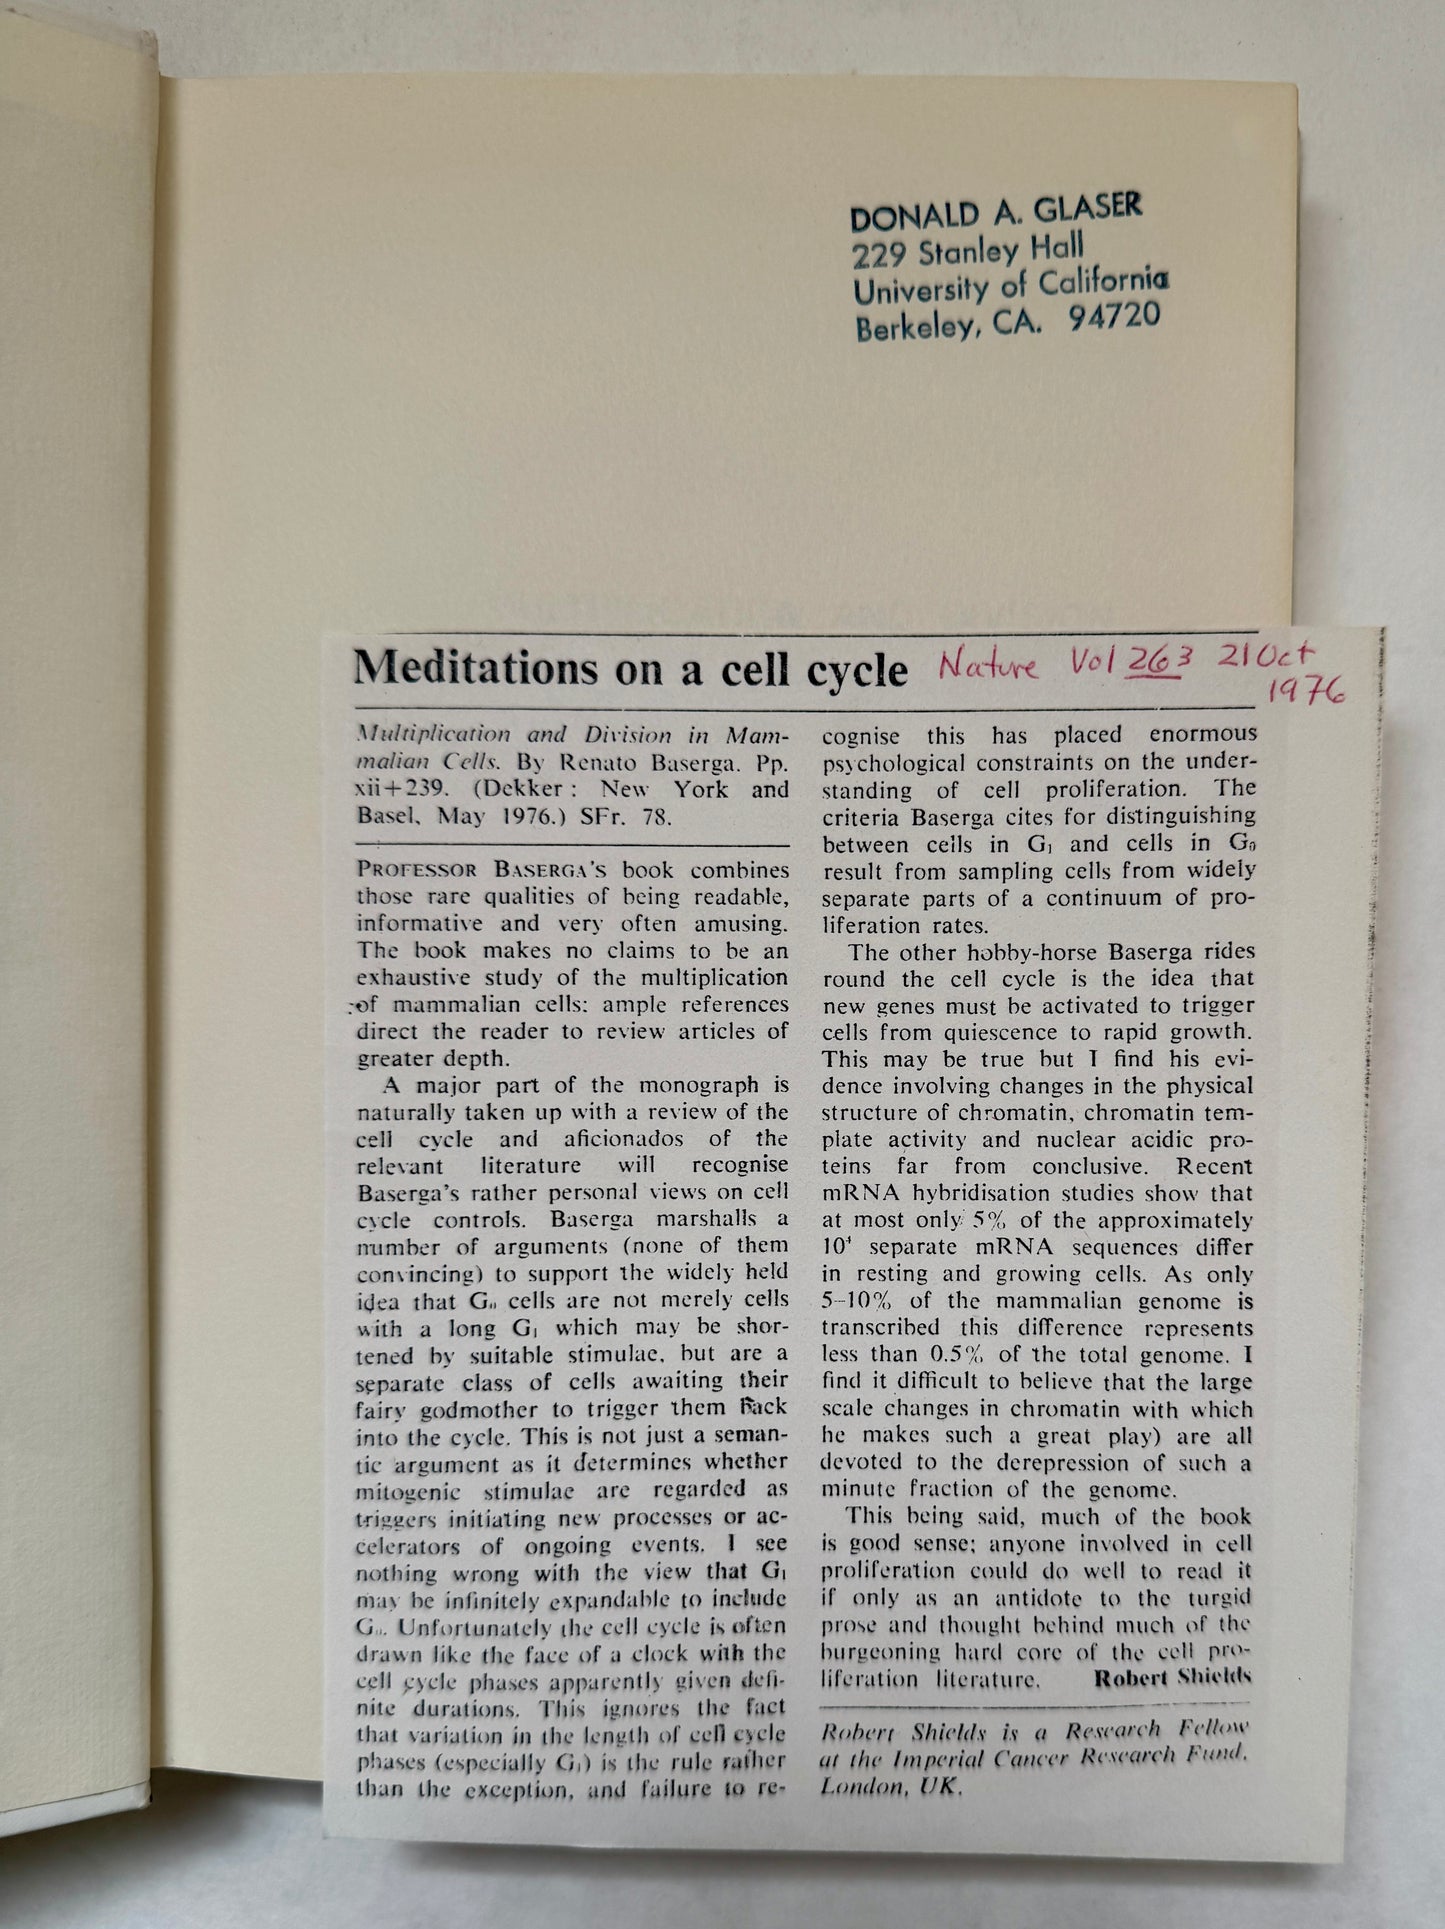 DONALD A. GLASER
229 Stanley Hall
University of California
Berkeley, CA. 94720
Meditations on a cell cycle
Nature Vol 263 21 Oct
1976
Multiplication and Division in Mam-
malian Cells. By Renato Baserga. Pp.
xii+239. (Dekker: New York and
Basel, May 1976.) SFr. 78.
PROFESSOR BASERGA'S book combines
those rare qualities of being readable,
informative and very often amusing.
The book makes no claims to be an
exhaustive study of the multiplication
of mammalian cells: ample references
direct the reader to review articles of
greater depth.
A major part of the monograph is
naturally taken up with a review of the
cell cycle and aficionados of the
relevant literature will recognise
Baserga's rather personal views on cell
cycle controls. Baserga marshalls a
number of arguments (none of them
convincing) to support the widely held
idea that G₀ cells are not merely cells
with a long G₁ which may be shor-
tened by suitable stimulae, but are a
separate class of cells awaiting their
fairy godmother to trigger them back
into the cycle. This is not just a seman-
tic argument as it determines whether
mitogenic stimulae are regarded as
triggers initiating new processes or ac-
celerators of ongoing events. I see
nothing wrong with the view that G₁
may be infinitely expandable to include
G₀. Unfortunately the cell cycle is often
drawn like the face of a clock with the
cell cycle phases apparently given defi-
nite durations. This ignores the fact
that variation in the length of cell cycle
phases (especially G₁) is the rule rather
than the exception, and failure to re-
cognise this has placed enormous
psychological constraints on the under-
standing of cell proliferation. The
criteria Baserga cites for distinguishing
between cells in G₁ and cells in G₀
result from sampling cells from widely
separate parts of a continuum of pro-
liferation rates.
The other hobby-horse Baserga rides
round the cell cycle is the idea that
new genes must be activated to trigger
cells from quiescence to rapid growth.
This may be true but I find his evi-
dence involving changes in the physical
structure of chromatin, chromatin tem-
plate activity and nuclear acidic pro-
teins far from conclusive. Recent
mRNA hybridisation studies show that
at most only 5% of the approximately
10⁴ separate mRNA sequences differ
in resting and growing cells. As only
5–10% of the mammalian genome is
transcribed this difference represents
less than 0.5% of the total genome. I
find it difficult to believe that the large
scale changes in chromatin with which
he makes such a great play) are all
devoted to the derepression of such a
minute fraction of the genome.
This being said, much of the book
is good sense; anyone involved in cell
proliferation could do well to read it
if only as an antidote to the turgid
prose and thought behind much of the
burgeoning hard core of the cell pro-
liferation literature. Robert Shields
Robert Shields is a Research Fellow
at the Imperial Cancer Research Fund,
London, UK.